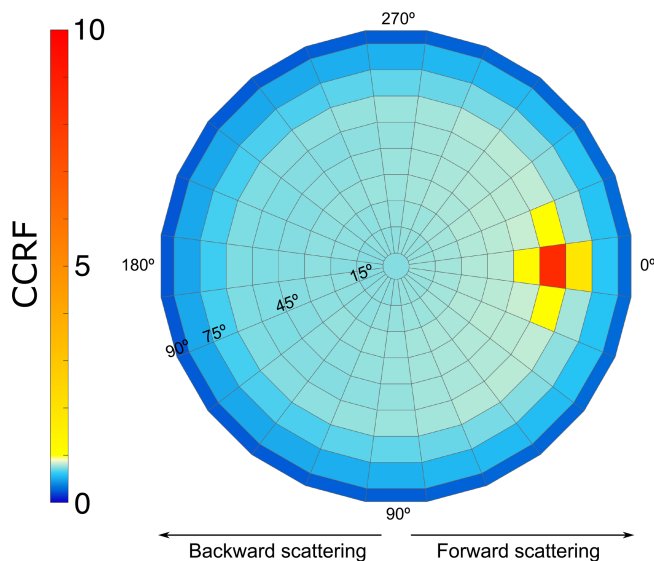 10
5
0
CCRF
270º
180º
0º
15º
45º
75º
90º
90º
Backward scattering
Forward scattering